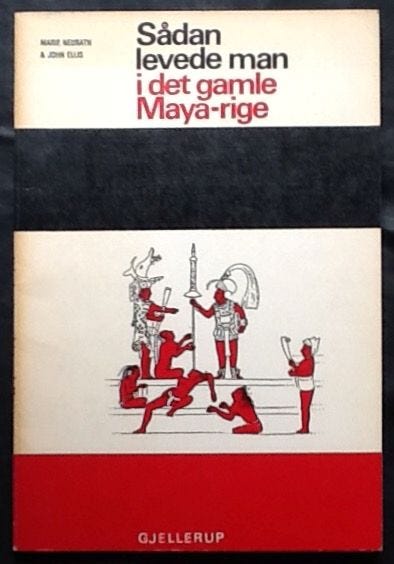 MARIE NEURATH
& JOHN ELLIS
Sådan
levede man
i det gamle
Maya-rige
GJELLERUP